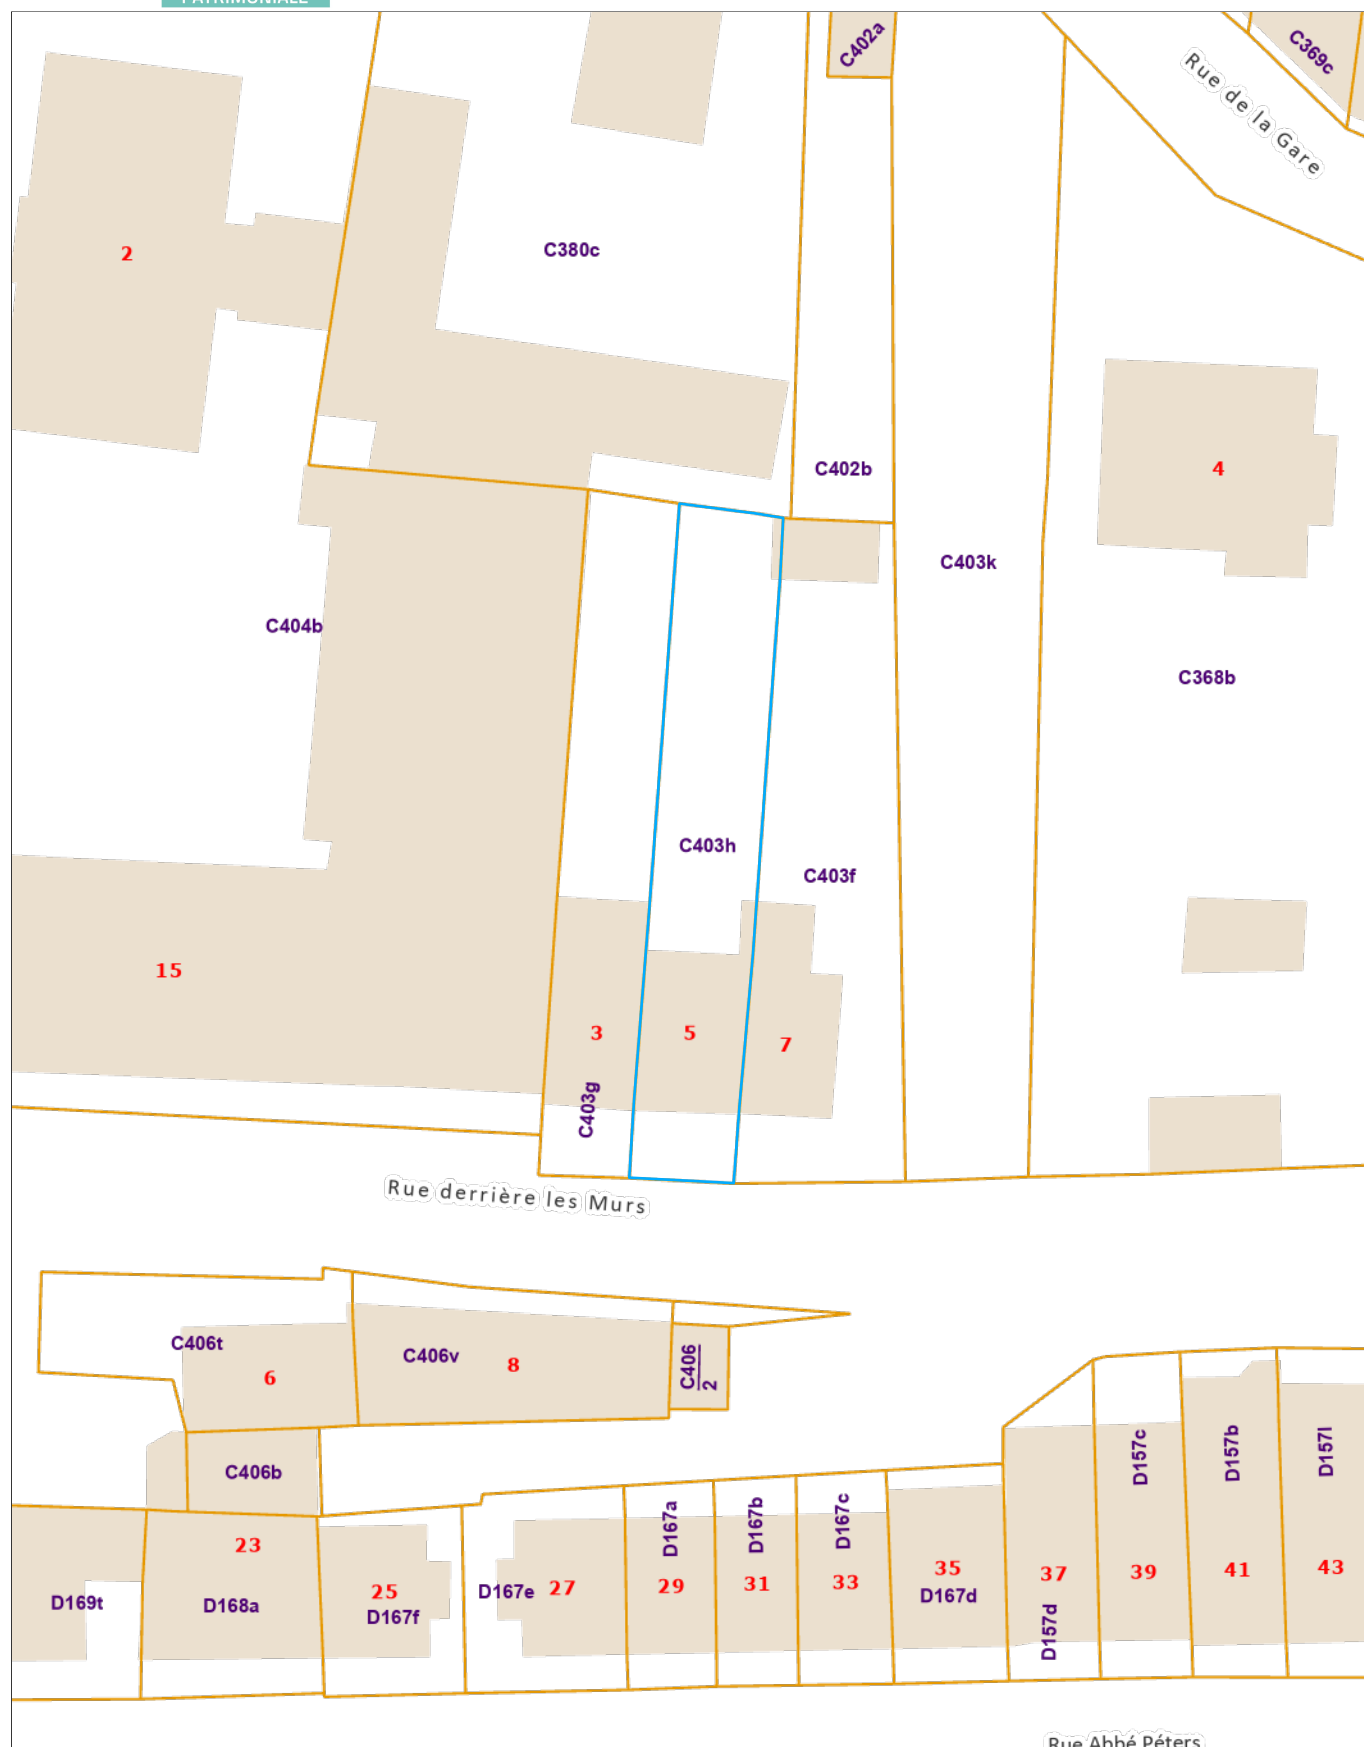 PATRIMONIALE
C402a
C369c
Rue de la Gare
2
C380c
C402b
4
C403k
C404b
C368b
C403h
C403f
15
3
5
7
C403g
Rue derrière les Murs
C406t
C406v
8
C406
2
6
C406b
D157c
D157b
D157l
D167a
D167b
D167c
23
35
37
39
41
43
25
D167e
27
29
31
33
D167d
D169t
D168a
D167f
D157d
Rue Abbé Péters